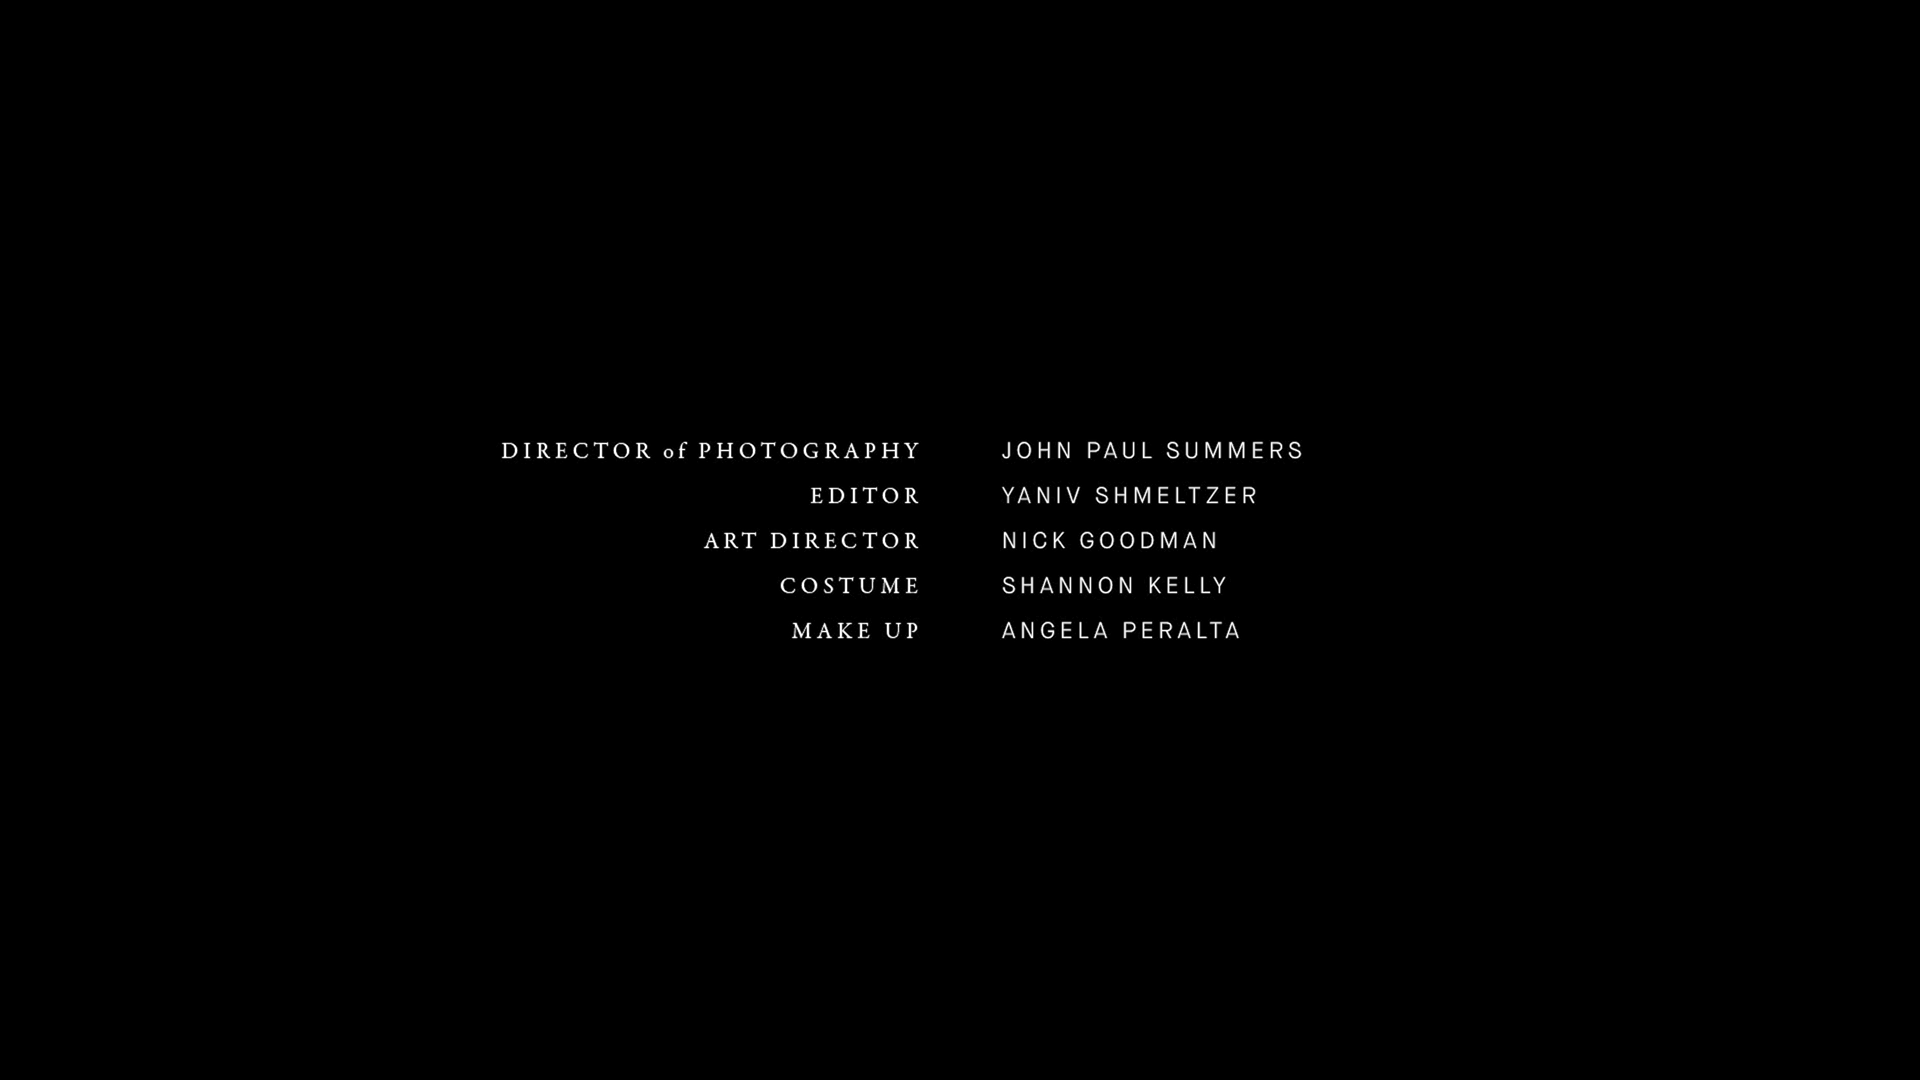 DIRECTOR of PHOTOGRAPHY JOHN PAUL SUMMERS
EDITOR YANIV SHMELTZER
ART DIRECTOR NICK GOODMAN
COSTUME SHANNON KELLY
MAKE UP ANGELA PERALTA